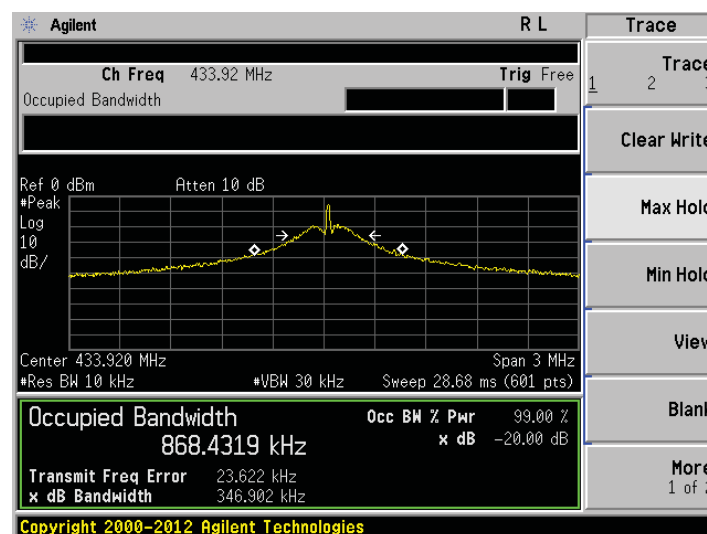 Agilent R L
Ch Freq 433.92 MHz Trig Free
Occupied Bandwidth
Ref 0 dBm Atten 10 dB
#Peak
Log
10
dB/
Center 433.920 MHz Span 3 MHz
#Res BW 10 kHz #VBW 30 kHz Sweep 28.68 ms (601 pts)
Occupied Bandwidth
868.4319 kHz
Occ BW % Pwr 99.00 %
x dB -20.00 dB
Transmit Freq Error 23.622 kHz
x dB Bandwidth 346.902 kHz
Copyright 2000-2012 Agilent Technologies
Trace
Trace
1 2
Clear Write
Max Hold
Min Hold
View
Blank
More
1 of